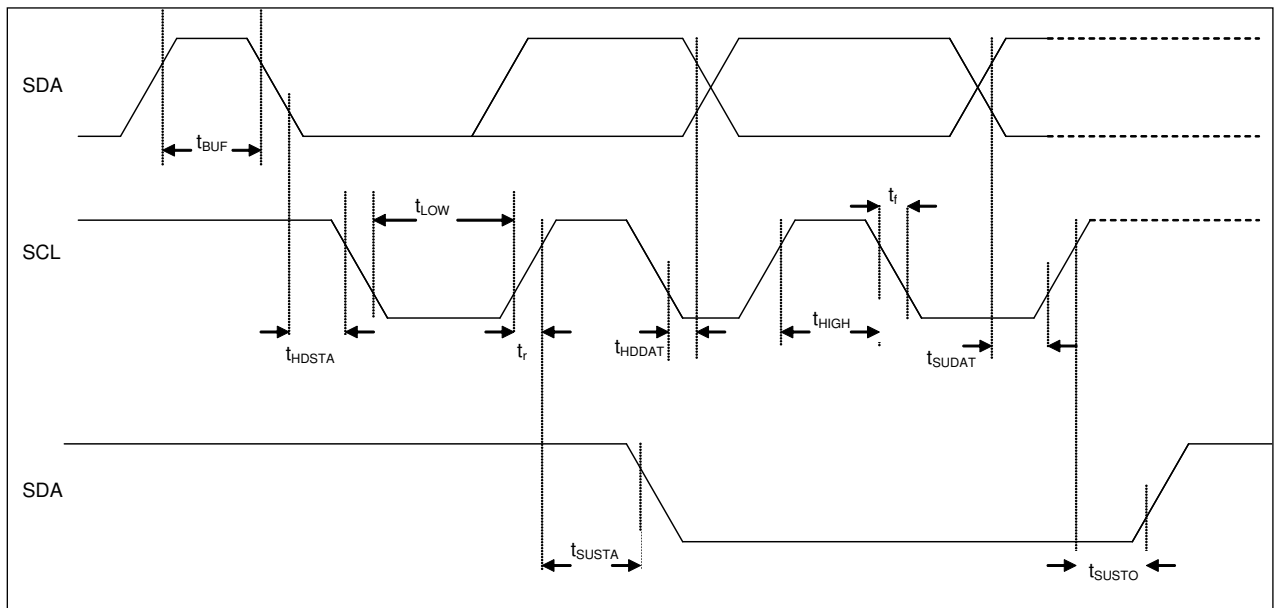 SDA
tBUF
tLOW
tf
SCL
tHDSTA
tr
tHDDAT
tHIGH
tSUDAT
SDA
tSUSTA
tSUSTO